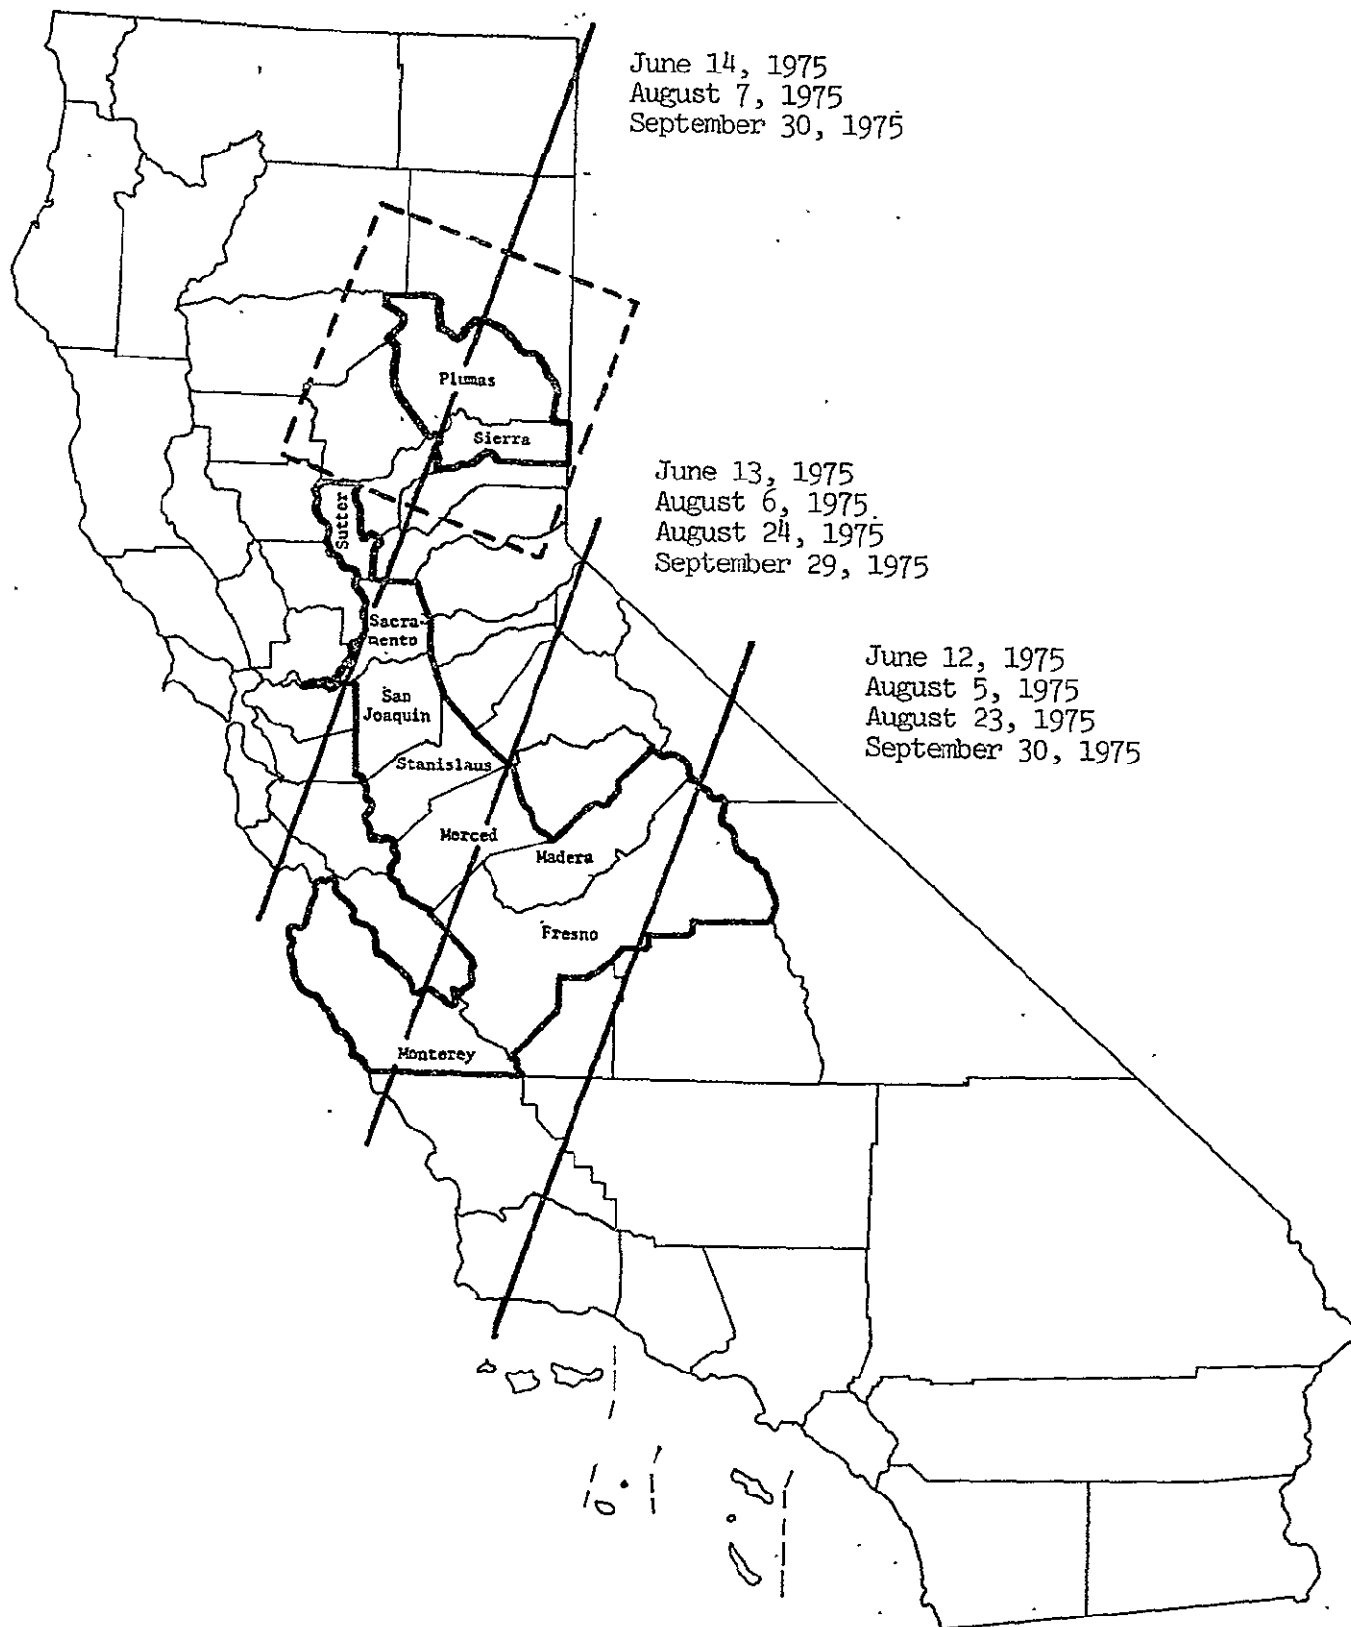 June 14, 1975
August 7, 1975
September 30, 1975
Plumas
Sierra
June 13, 1975
August 6, 1975
August 24, 1975
September 29, 1975
Sutter
Sacra-
mento
June 12, 1975
August 5, 1975
August 23, 1975
September 30, 1975
San
Joaquin
Stanislaus
Merced
Madera
Fresno
Monterey